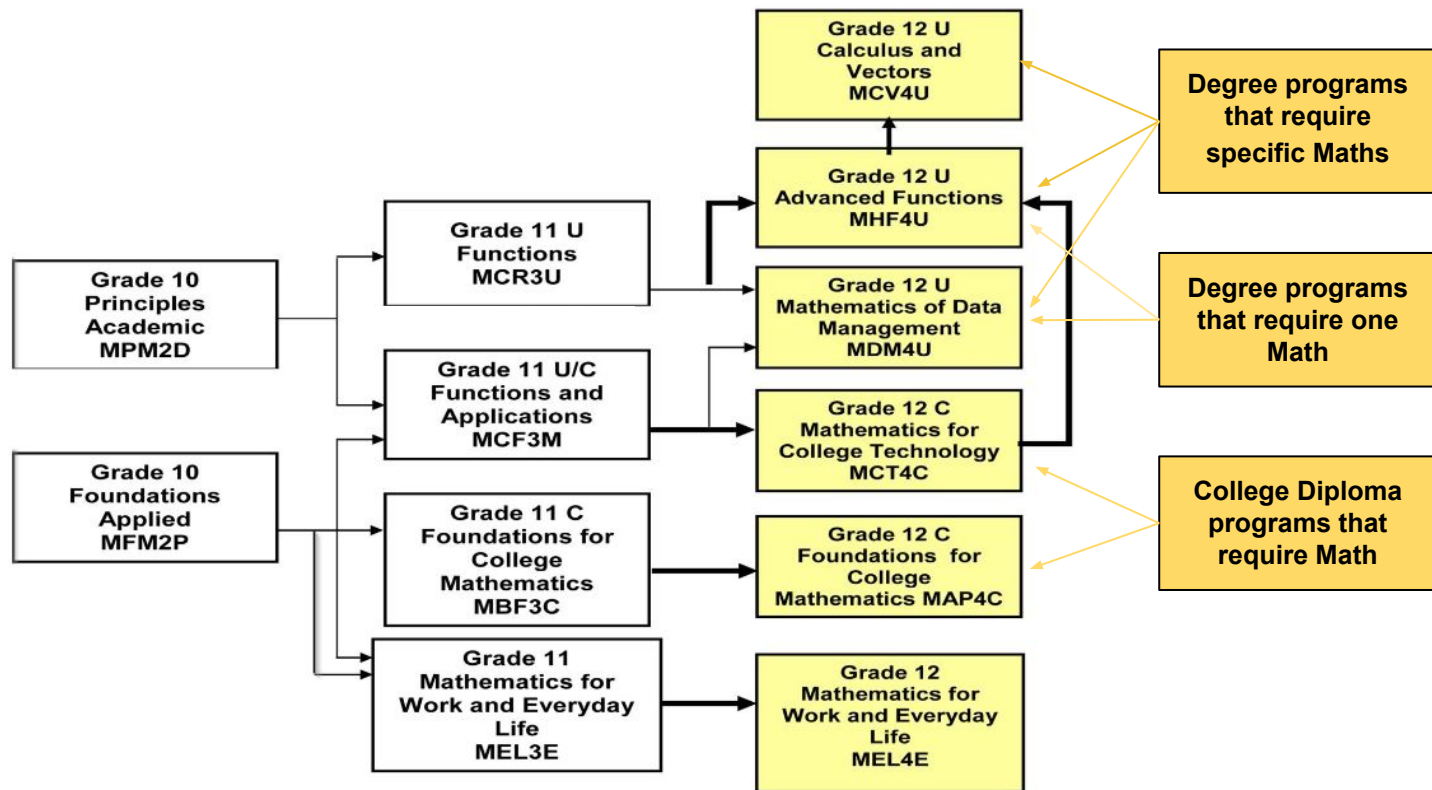 Grade 10
Principles
Academic
MPM2D
Grade 10
Foundations
Applied
MFM2P
Grade 11 U
Functions
MCR3U
Grade 11 U/C
Functions and
Applications
MCF3M
Grade 11 C
Foundations for
College
Mathematics
MBF3C
Grade 11
Mathematics for
Work and Everyday
Life
MEL3E
Grade 12 U
Calculus and
Vectors
MCV4U
Grade 12 U
Advanced Functions
MHF4U
Grade 12 U
Mathematics of Data
Management
MDM4U
Grade 12 C
Mathematics for
College Technology
MCT4C
Grade 12 C
Foundations for
College
Mathematics MAP4C
Grade 12
Mathematics for
Work and Everyday
Life
MEL4E
Degree programs
that require
specific Maths
Degree programs
that require one
Math
College Diploma
programs that
require Math